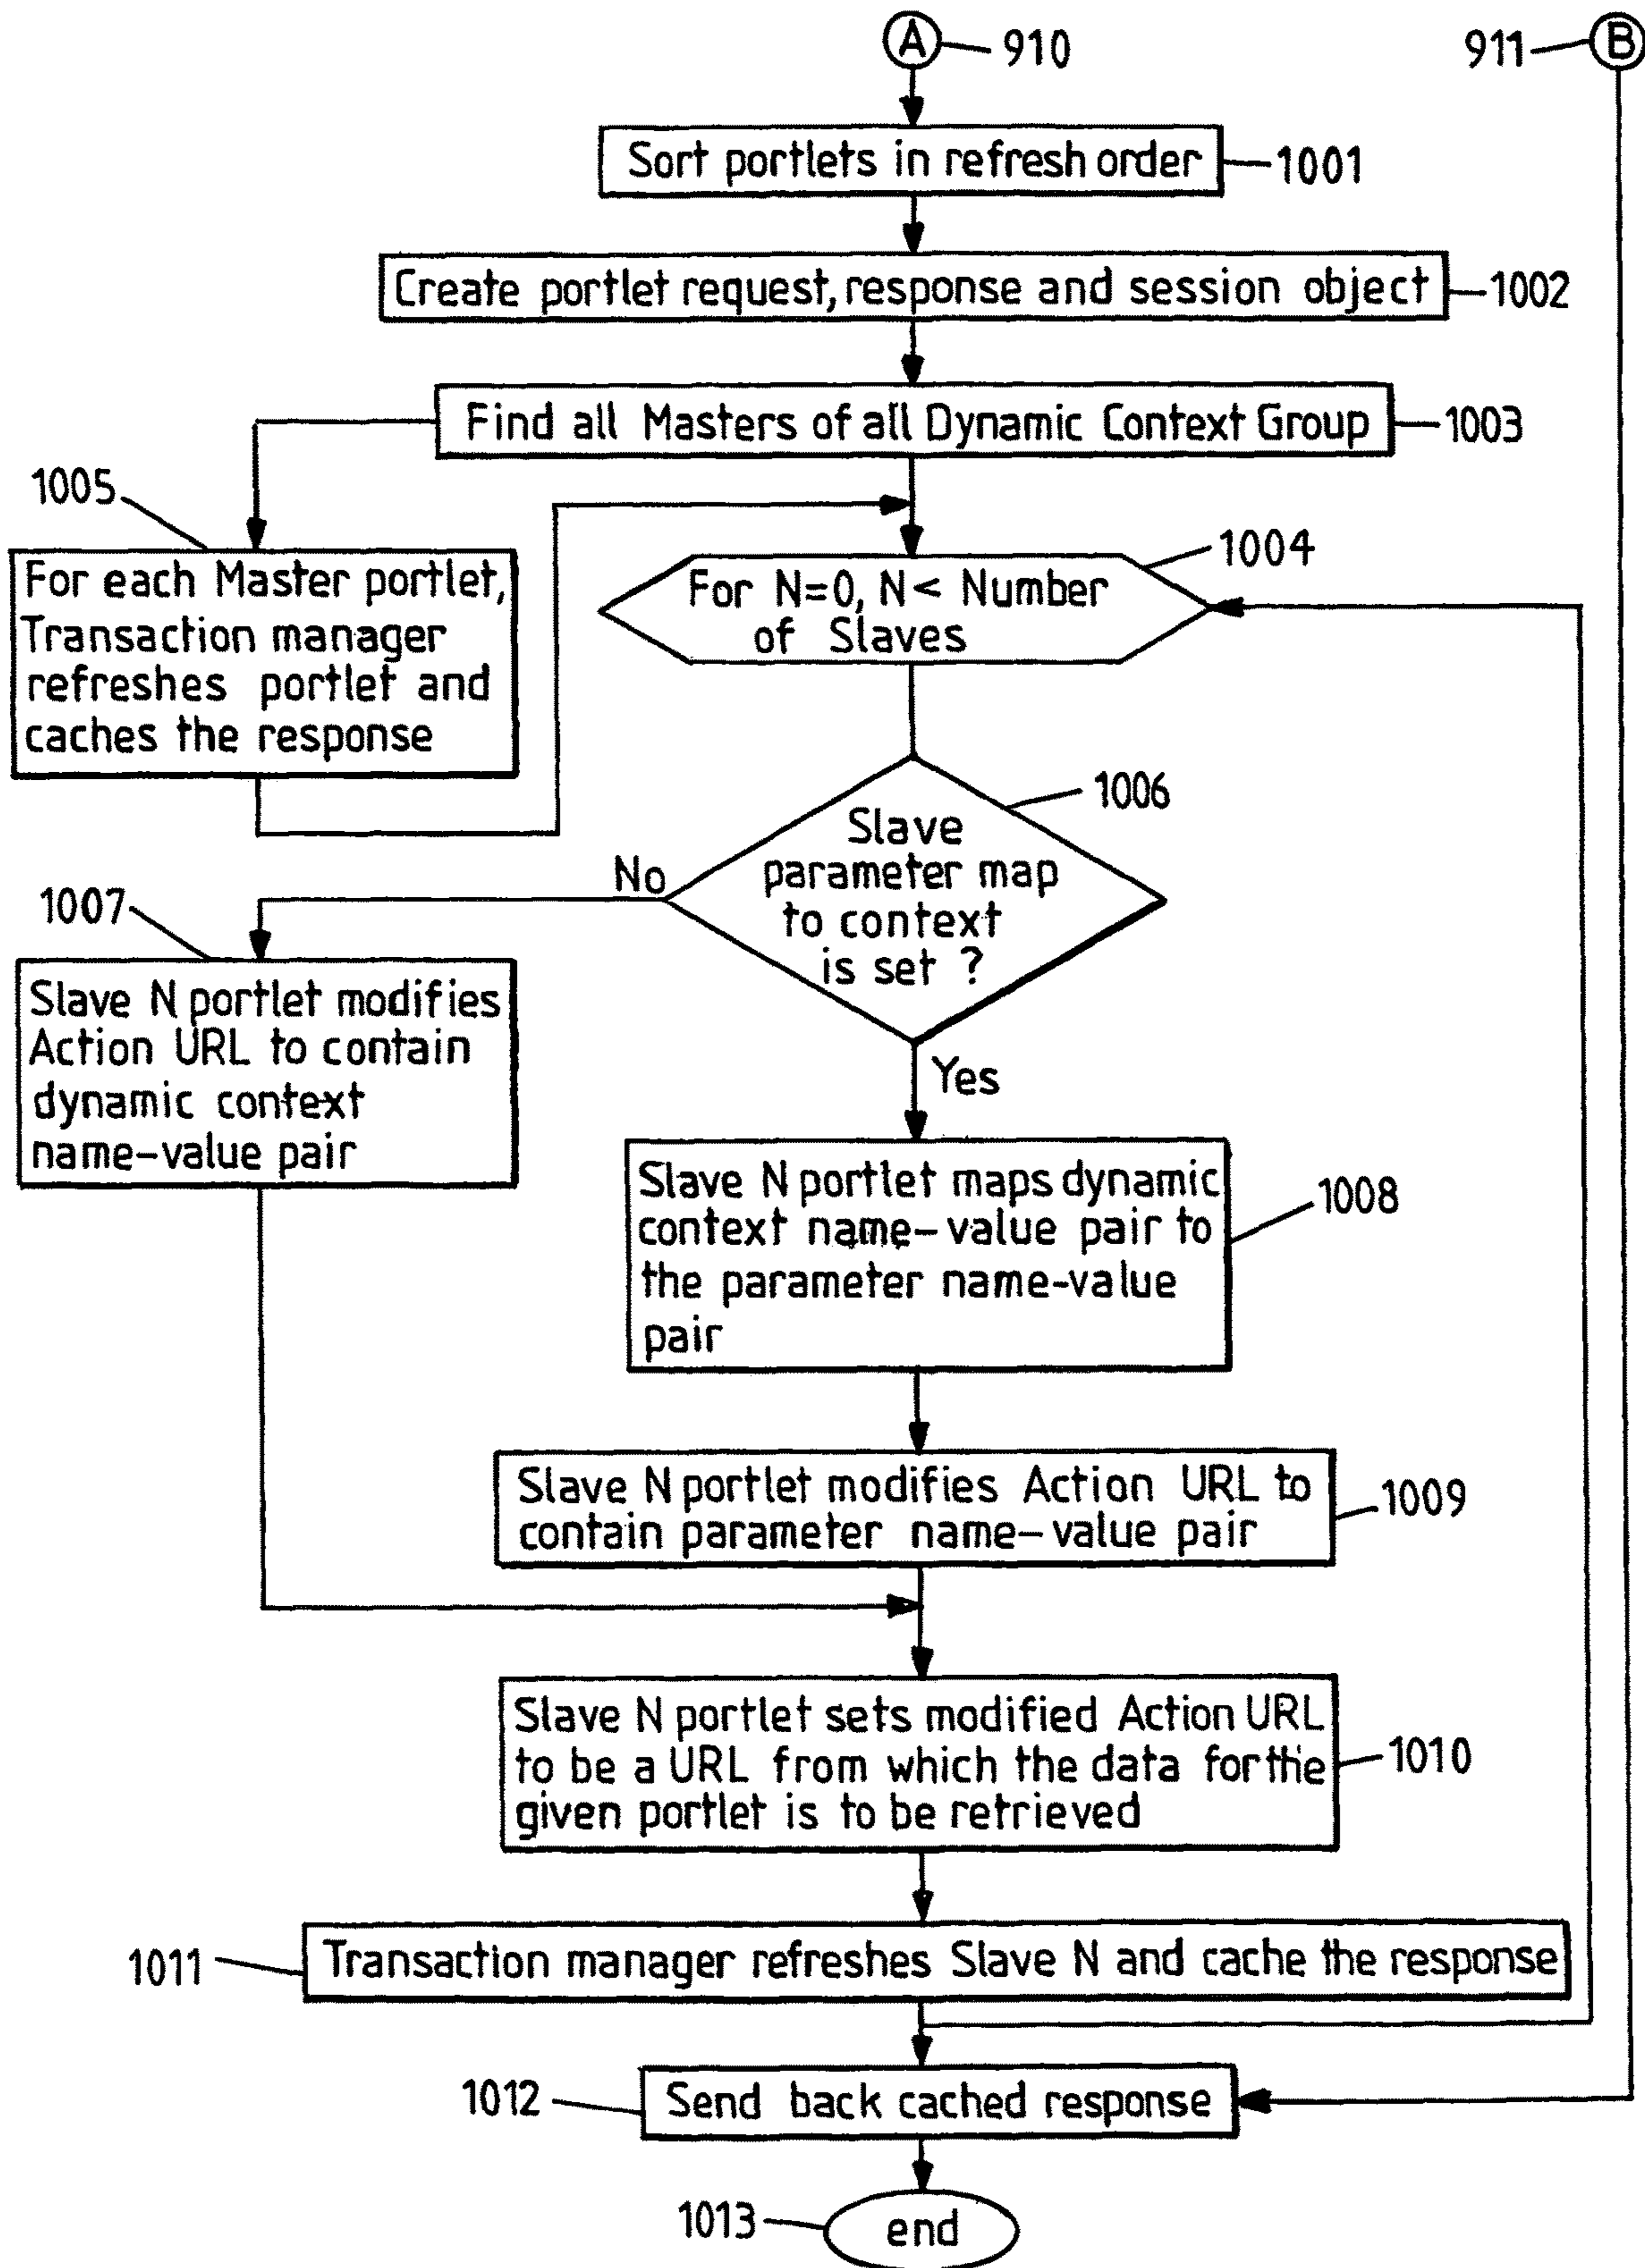 A
910
911
B
Sort portlets in refresh order
1001
Create portlet request, response and session object
1002
Find all Masters of all Dynamic Context Group
1003
1005
For each Master portlet,
Transaction manager
refreshes portlet and
caches the response
1004
For N=0, N< Number
of Slaves
1006
Slave
parameter map
to context
is set ?
No
Yes
1007
Slave N portlet modifies
Action URL to contain
dynamic context
name-value pair
Slave N portlet maps dynamic
context name-value pair to
the parameter name-value
pair
1008
Slave N portlet modifies Action URL to
contain parameter name-value pair
1009
Slave N portlet sets modified Action URL
to be a URL from which the data for the
given portlet is to be retrieved
1010
1011
Transaction manager refreshes Slave N and cache the response
1012
Send back cached response
1013
end